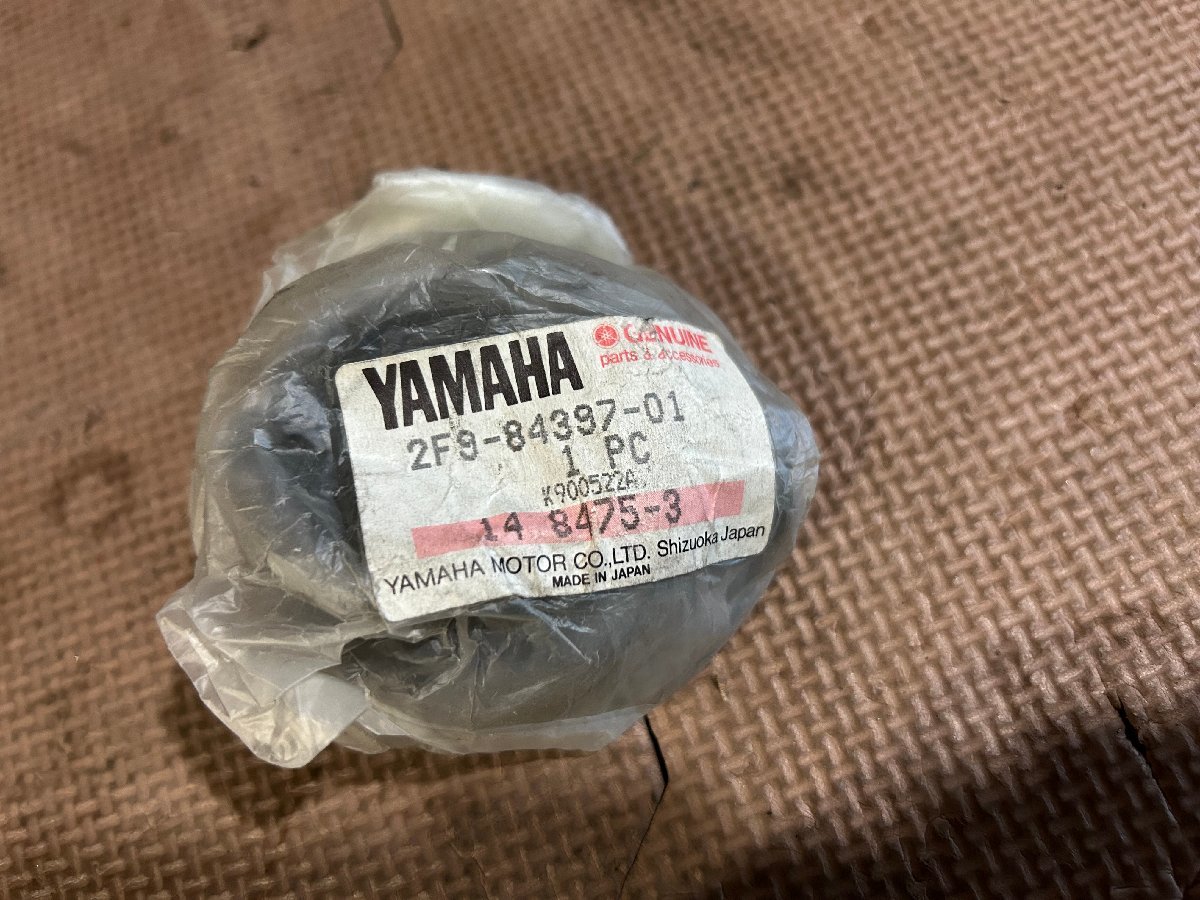 YAMAHA
GENUINE
parts & accessories
2F9-84397-01
1 PC
K900522A
14 8475-3
YAMAHA MOTOR CO.,LTD. Shizuoka Japan
MADE IN JAPAN